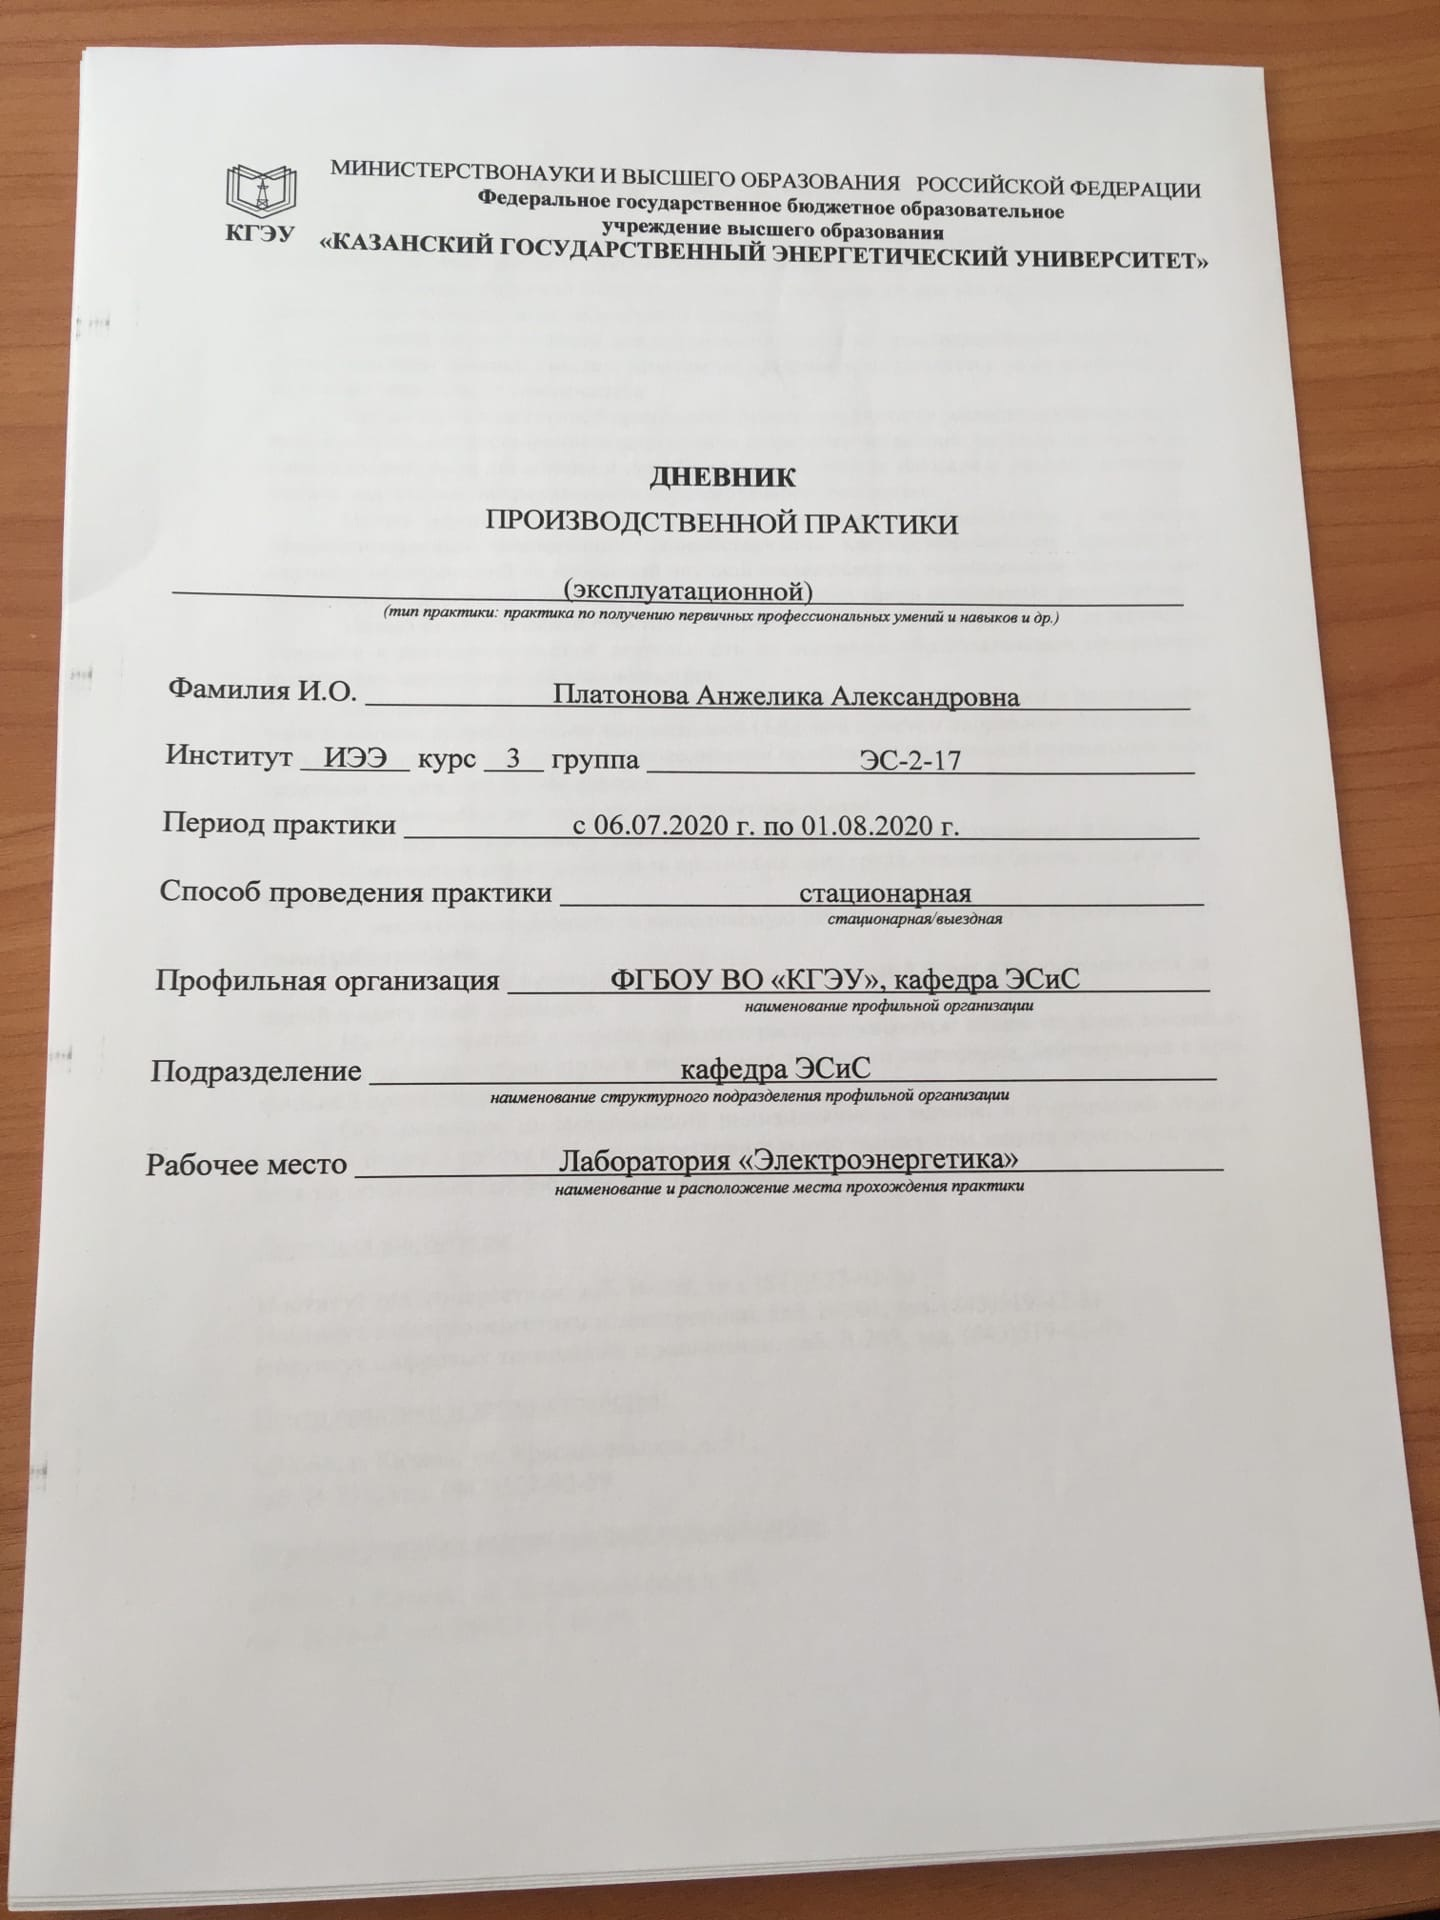 МИНИСТЕРСТВОНАУКИ И ВЫСШЕГО ОБРАЗОВАНИЯ РОССИЙСКОЙ ФЕДЕРАЦИИ
Федеральное государственное бюджетное образовательное
учреждение высшего образования
КГЭУ
«КАЗАНСКИЙ ГОСУДАРСТВЕННЫЙ ЭНЕРГЕТИЧЕСКИЙ УНИВЕРСИТЕТ»
ДНЕВНИК
ПРОИЗВОДСТВЕННОЙ ПРАКТИКИ
(эксплуатационной)
(тип практики: практика по получению первичных профессиональных умений и навыков и др.)
Фамилия И.О. Платонова Анжелика Александровна
Институт ИЭЭ курс 3 группа ЭС-2-17
Период практики с 06.07.2020 г. по 01.08.2020 г.
Способ проведения практики стационарная
стационарная/выездная
Профильная организация ФГБОУ ВО «КГЭУ», кафедра ЭСиС
наименование профильной организации
Подразделение кафедра ЭСиС
наименование структурного подразделения профильной организации
Рабочее место Лаборатория «Электроэнергетика»
наименование и расположение места прохождения практики